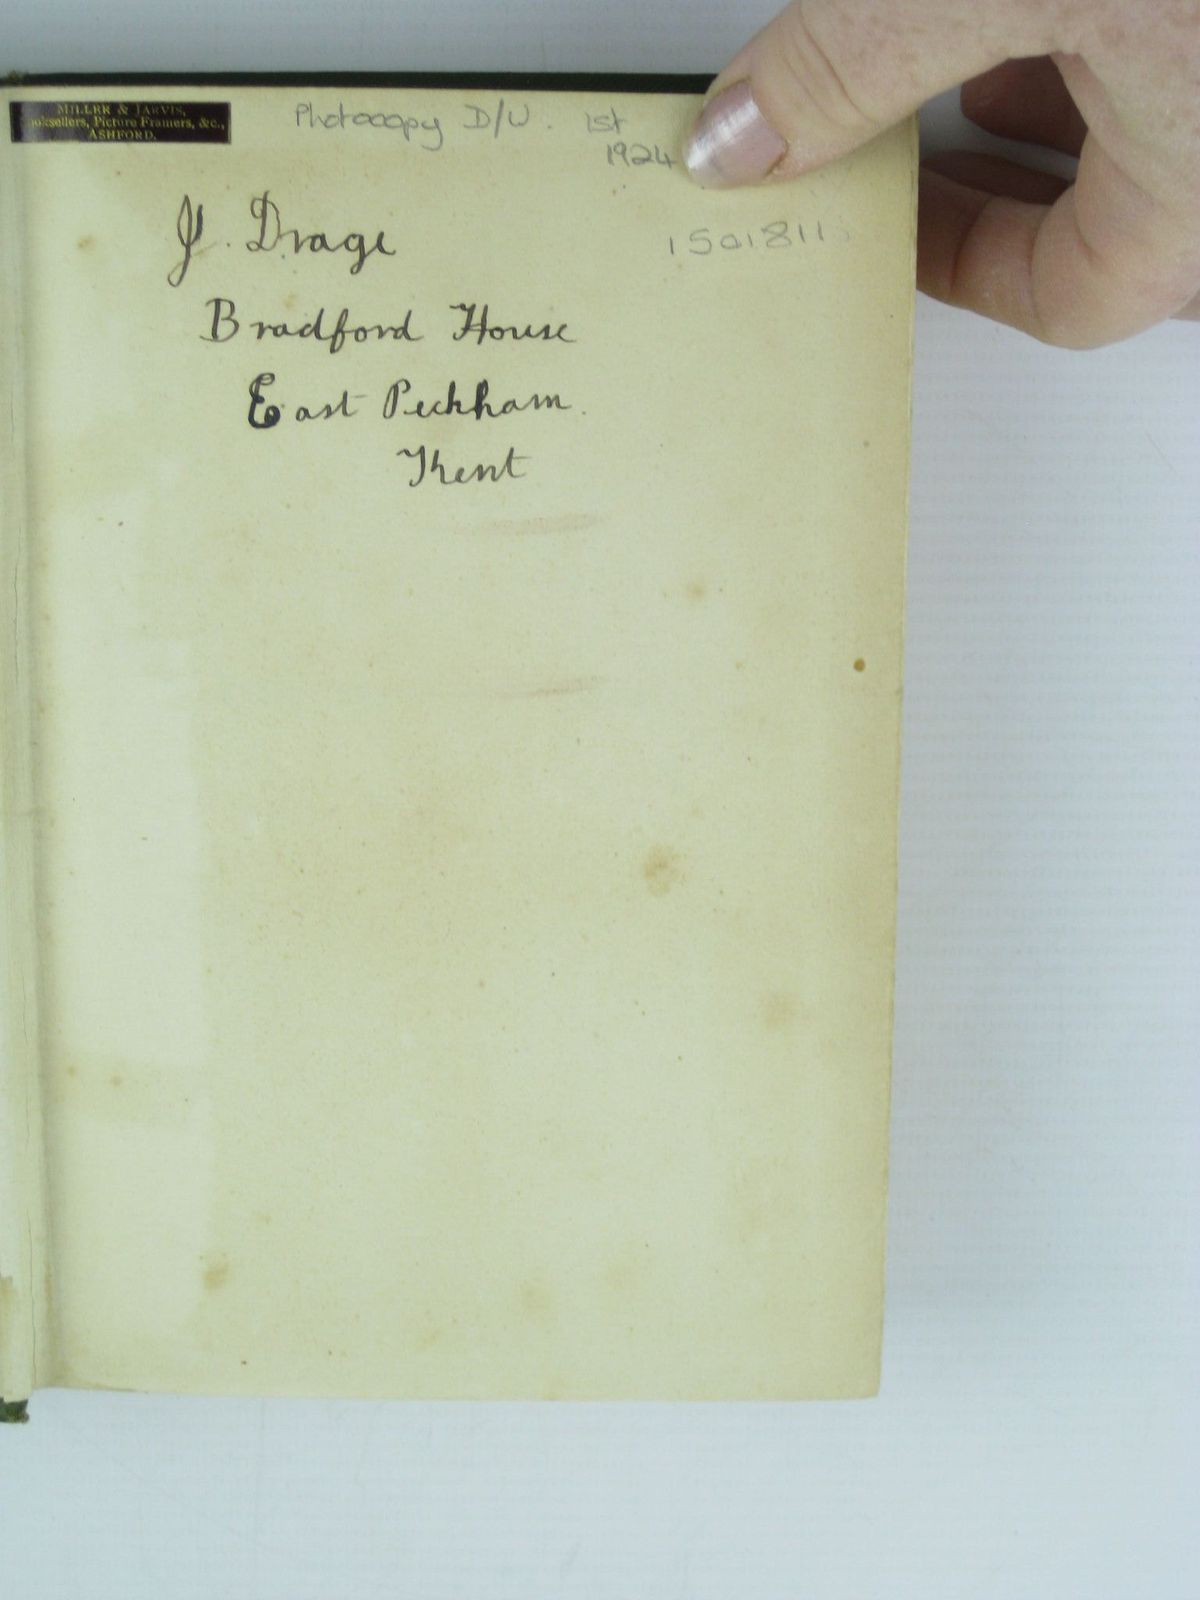 MILLER & JARVIS,
Booksellers, Picture Framers, &c.,
ASHFORD.
Photocopy D/W. 1st
1924
1501811
J. Drage
Bradford House
East Peckham.
Kent